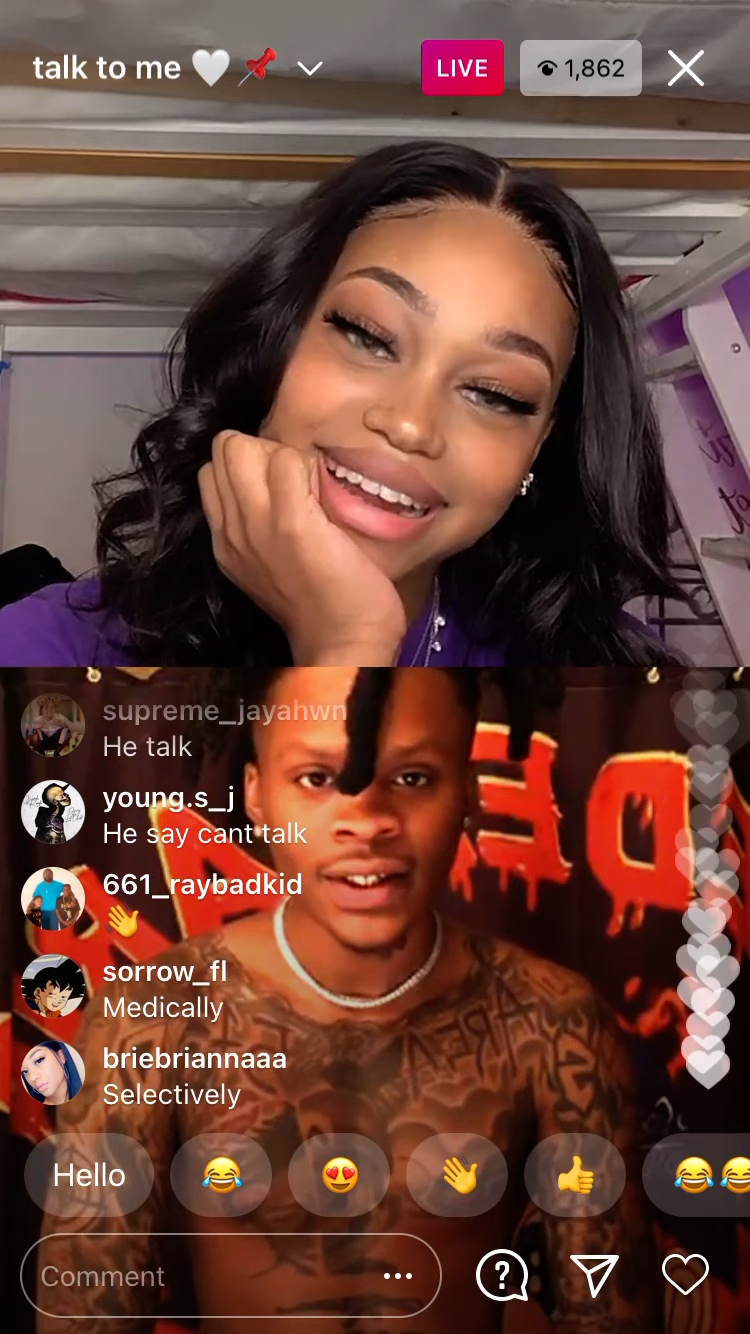 talk to me 🤍 📌
LIVE
1,862
supreme_jayahwn
He talk
young.s_j
He say cant talk
661_raybadkid
👋
sorrow_fl
Medically
briebriannaaa
Selectively
Hello 😂 😍 👋 👍 😂😂
Comment
AREA